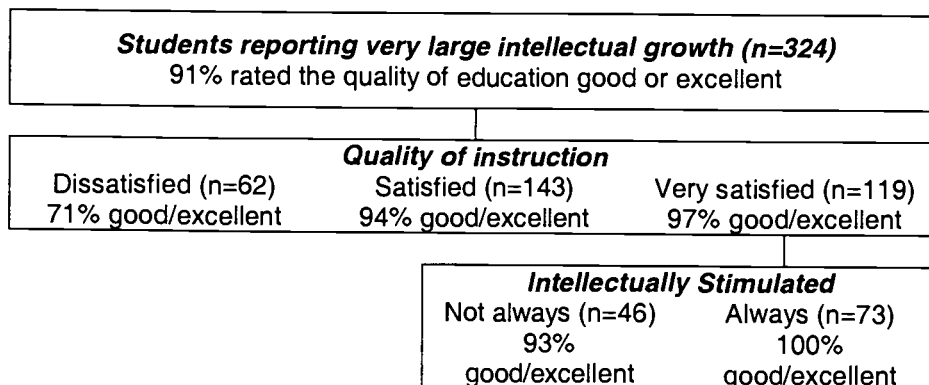 Students reporting very large intellectual growth (n=324)
91% rated the quality of education good or excellent
Quality of instruction
Dissatisfied (n=62) Satisfied (n=143) Very satisfied (n=119)
71% good/excellent 94% good/excellent 97% good/excellent
Intellectually Stimulated
Not always (n=46) Always (n=73)
93% 100%
good/excellent good/excellent